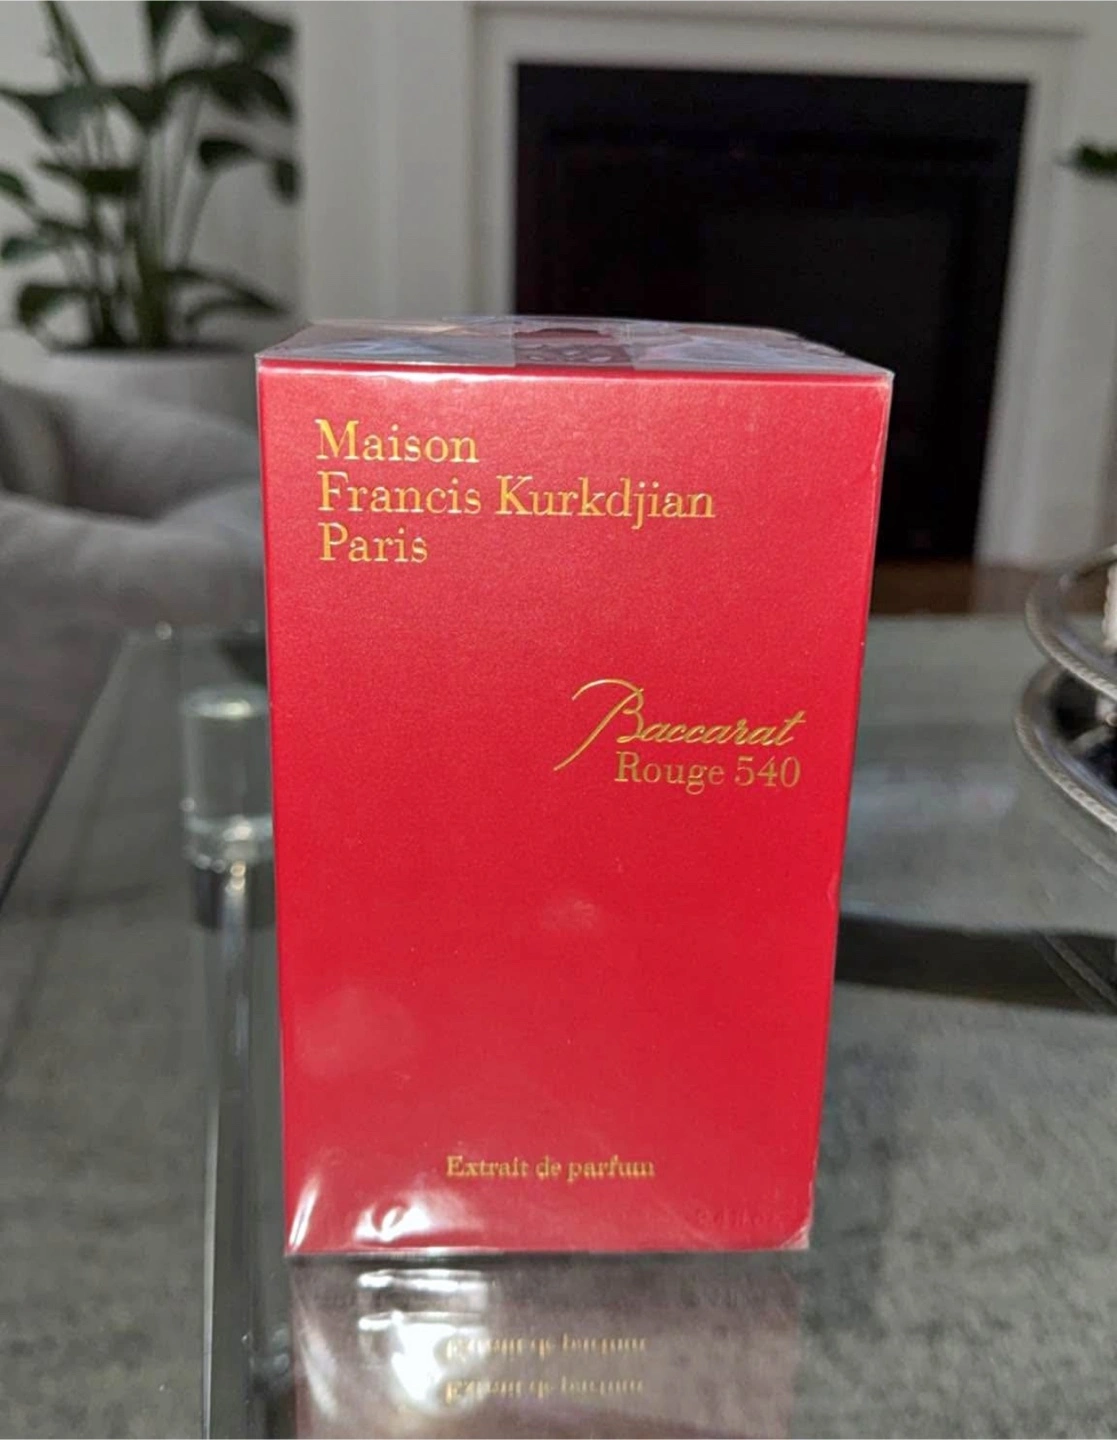 Maison
Francis Kurkdjian
Paris
Baccarat
Rouge 540
Extrait de parfum